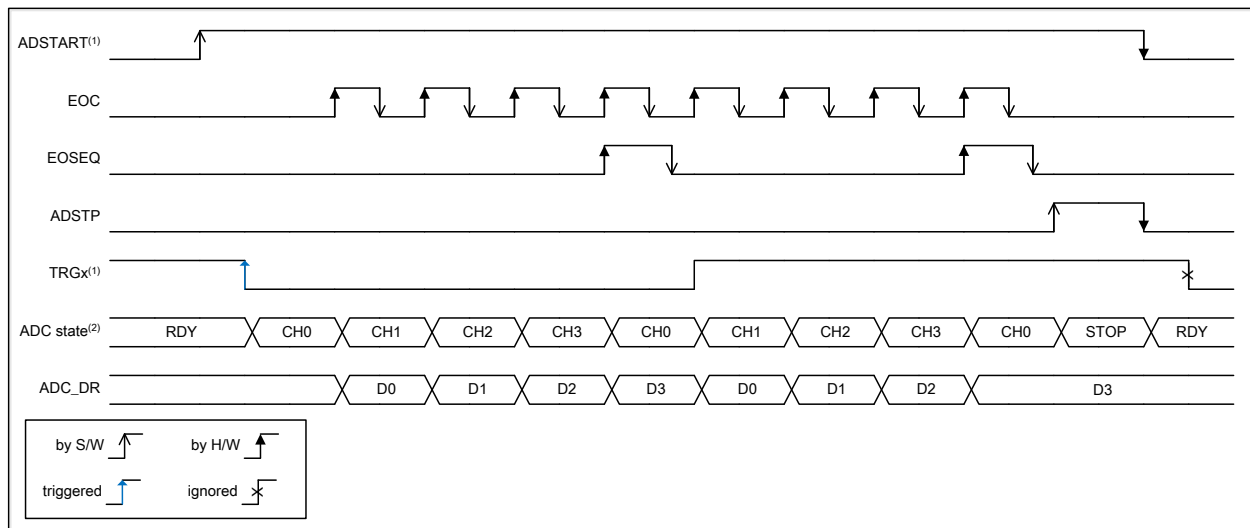 ADSTART(1)
EOC
EOSEQ
ADSTP
TRGx(1)
ADC state(2) RDY CH0 CH1 CH2 CH3 CH0 CH1 CH2 CH3 CH0 STOP RDY
ADC_DR D0 D1 D2 D3 D0 D1 D2 D3
by S/W by H/W
triggered ignored